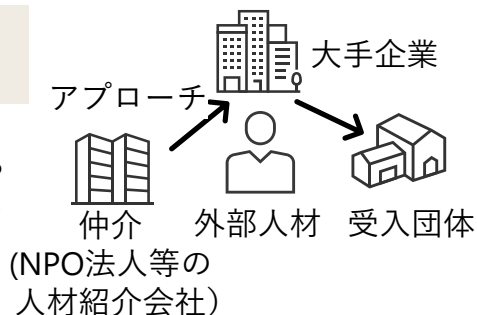 大手企業
アプローチ
仲介
(NPO法人等の
人材紹介会社）
外部人材
受入団体